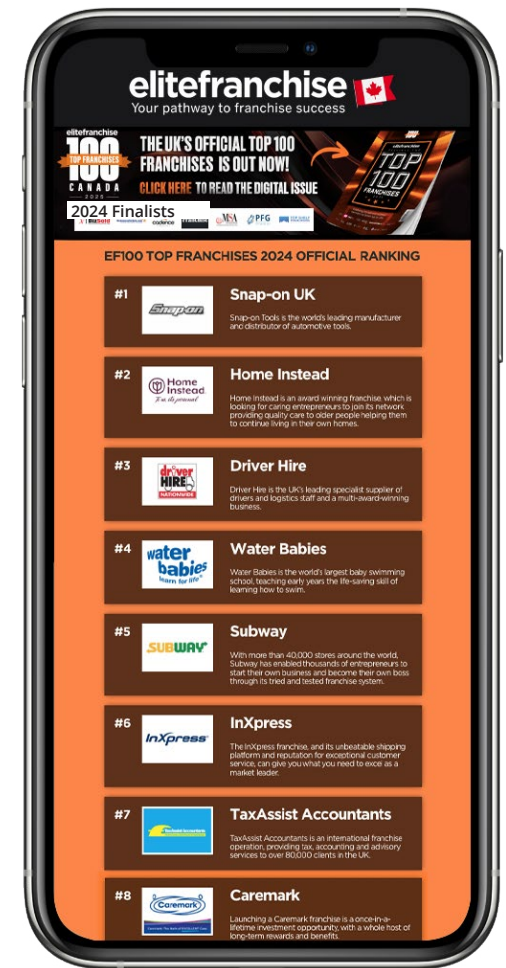 elitefranchise
Your pathway to franchise success
elitefranchise
100
TOP FRANCHISES
CANADA
THE UK'S OFFICIAL TOP 100
FRANCHISES IS OUT NOW!
CLICK HERE TO READ THE DIGITAL ISSUE
TOP
100
FRANCHISES
2024 Finalists
cadence
MSA
PFG
EF100 TOP FRANCHISES 2024 OFFICIAL RANKING
#1
Snap-on
Snap-on UK
Snap-on Tools is the world's leading manufacturer
and distributor of automotive tools.
#2
Home
Instead
To us, it's personal
Home Instead
Home Instead is an award winning franchise which is
looking for caring entrepreneurs to join its network
providing quality care to older people helping them
to continue living in their own homes.
#3
driver
HIRE
NATIONWIDE
Driver Hire
Driver Hire is the UK's leading specialist supplier of
drivers and logistics staff and a multi-award-winning
business.
#4
water
babies
learn for life
Water Babies
Water Babies is the world's largest baby swimming
school, teaching early years the life-saving skill of
learning how to swim.
#5
SUBWAY
Subway
With more than 40,000 stores around the world,
Subway has enabled thousands of entrepreneurs to
start their own business and become their own boss
through its tried and tested franchise system.
#6
InXpress
InXpress
The InXpress franchise, and its unbeatable shipping
platform and reputation for exceptional customer
service, can give you what you need to excel as a
market leader.
#7
TaxAssist Accountants
TaxAssist Accountants
TaxAssist Accountants is an international franchise
operation, providing tax, accounting and advisory
services to over 80,000 clients in the UK.
#8
Caremark
Caremark
Launching a Caremark franchise is a once-in-a-
lifetime investment opportunity, with a whole host of
long-term rewards and benefits.